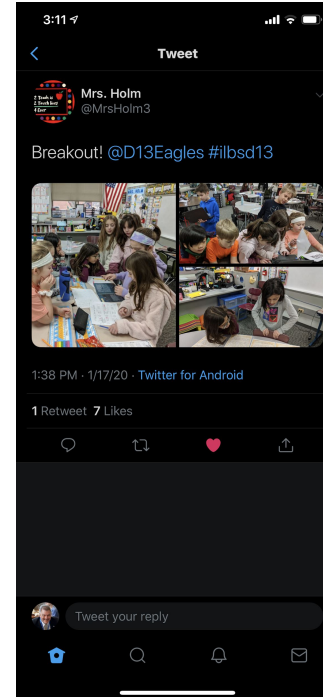 3:11
Tweet
Mrs. Holm
@MrsHolm3
Breakout! @D13Eagles #ilbsd13
1:38 PM · 1/17/20 · Twitter for Android
1 Retweet 7 Likes
Tweet your reply